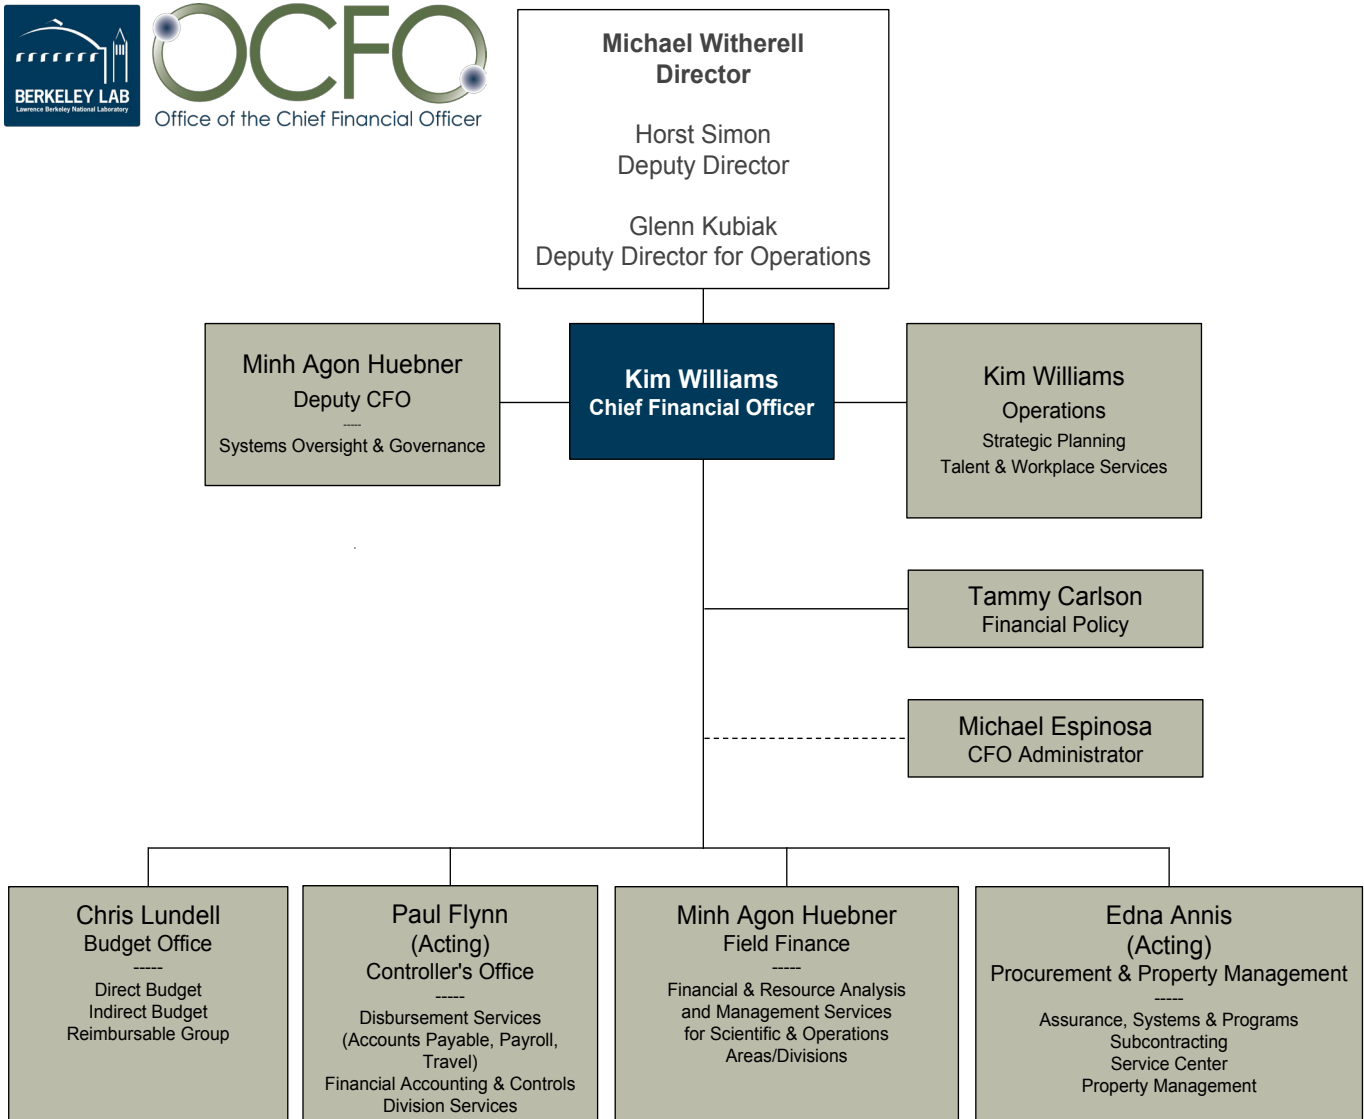 BERKELEY LAB
Lawrence Berkeley National Laboratory
OCFO
Office of the Chief Financial Officer
Michael Witherell
Director
Horst Simon
Deputy Director
Glenn Kubiak
Deputy Director for Operations
Minh Agon Huebner
Deputy CFO
-----
Systems Oversight & Governance
Kim Williams
Chief Financial Officer
Kim Williams
Operations
Strategic Planning
Talent & Workplace Services
Tammy Carlson
Financial Policy
Michael Espinosa
CFO Administrator
Chris Lundell
Budget Office
-----
Direct Budget
Indirect Budget
Reimbursable Group
Paul Flynn
(Acting)
Controller's Office
-----
Disbursement Services
(Accounts Payable, Payroll,
Travel)
Financial Accounting & Controls
Division Services
Minh Agon Huebner
Field Finance
-----
Financial & Resource Analysis
and Management Services
for Scientific & Operations
Areas/Divisions
Edna Annis
(Acting)
Procurement & Property Management
-----
Assurance, Systems & Programs
Subcontracting
Service Center
Property Management